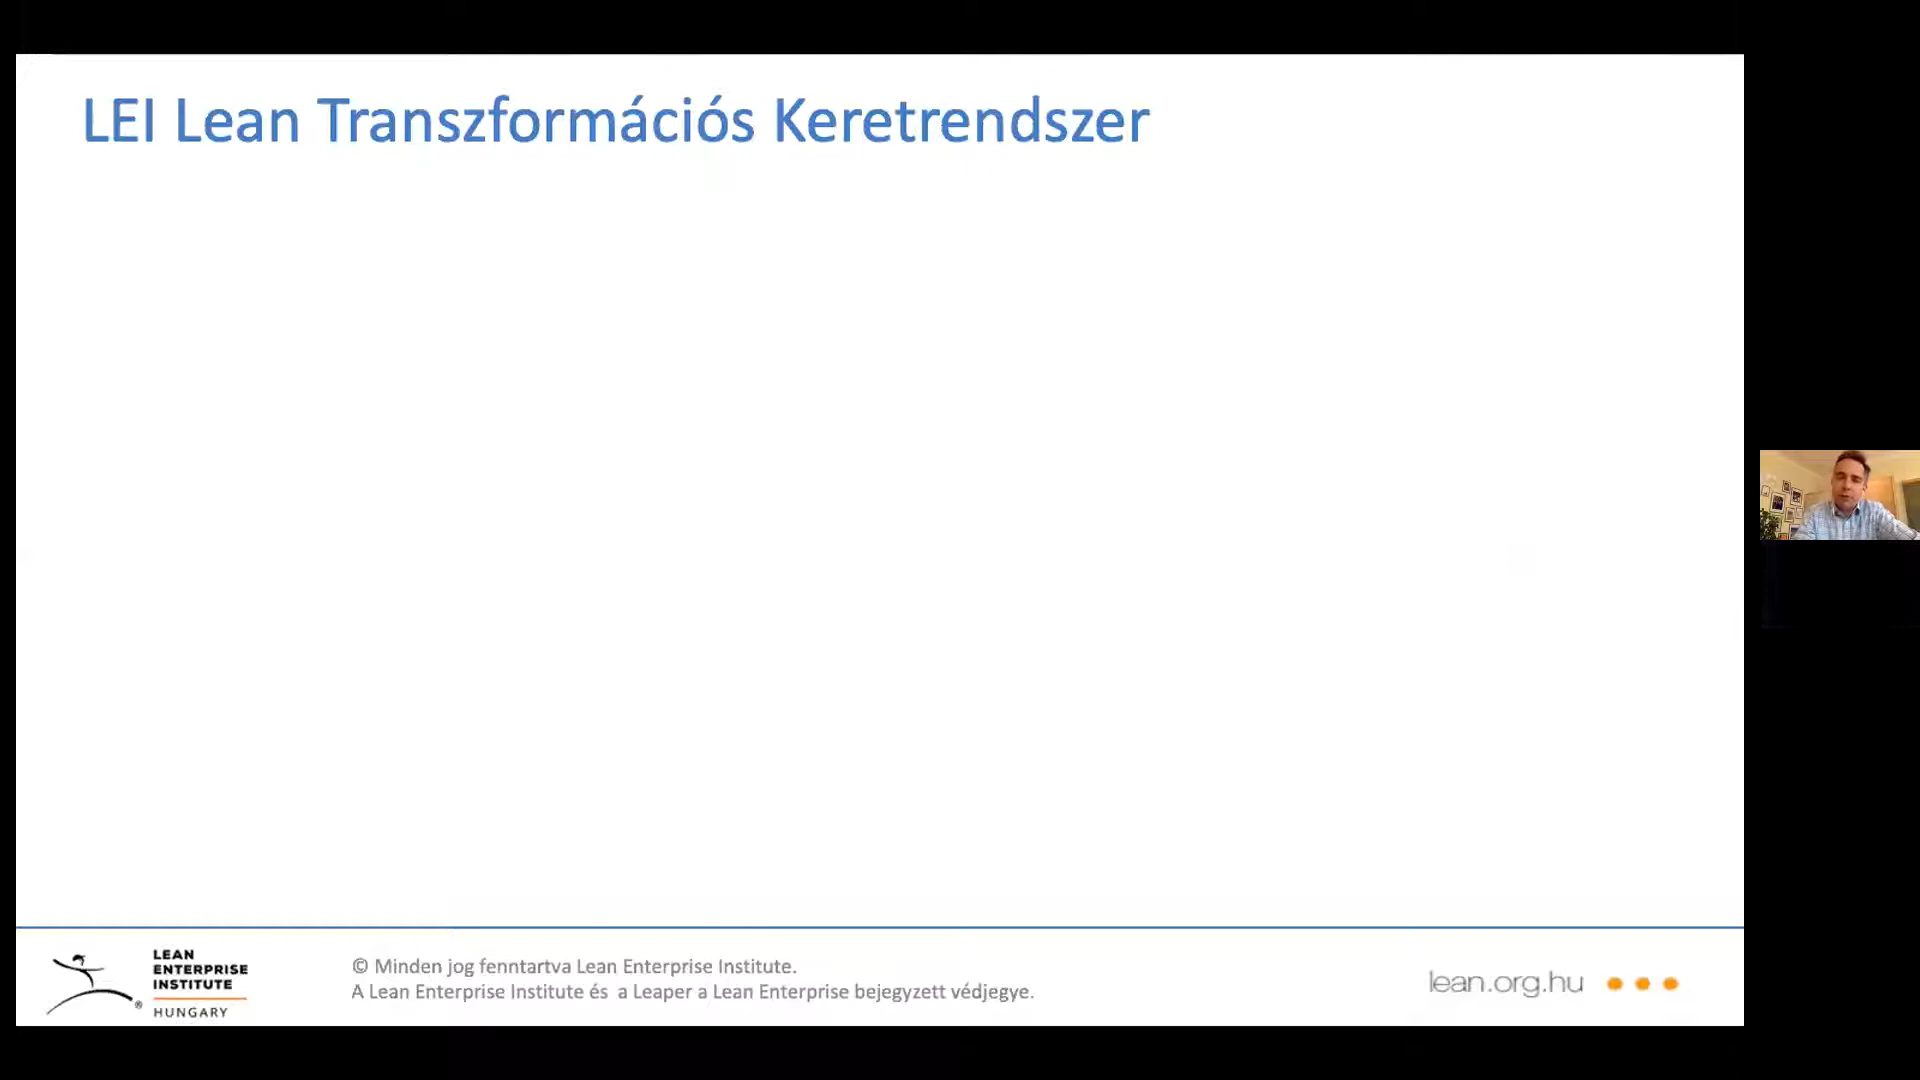 LEI Lean Transzformációs Keretrendszer
LEAN
ENTERPRISE
INSTITUTE
HUNGARY
®
© Minden jog fenntartva Lean Enterprise Institute.
A Lean Enterprise Institute és a Leaper a Lean Enterprise bejegyzett védjegye.
lean.org.hu